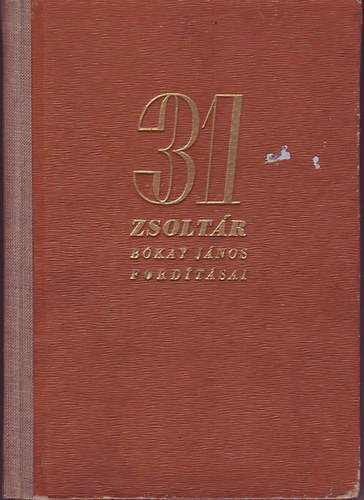 31
ZSOLTÁR
BÓKAY JÁNOS
FORDÍTÁSAI